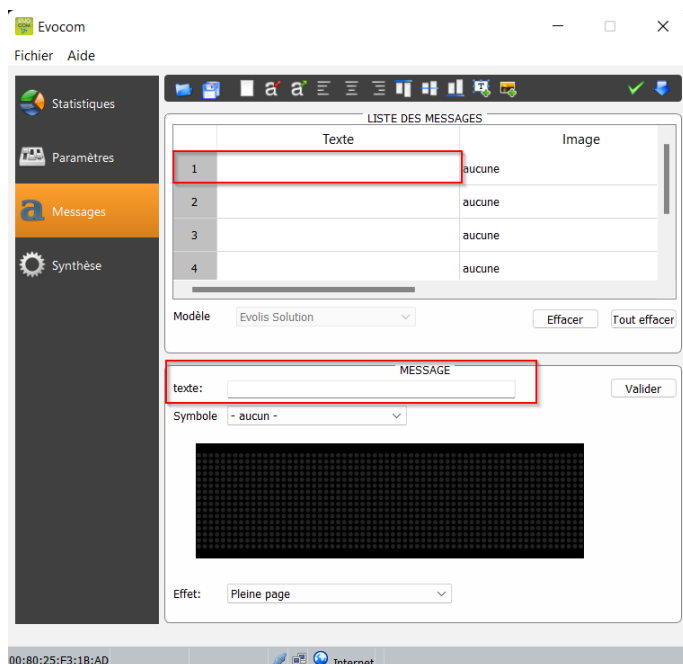 Evocom
Fichier Aide
Statistiques
Paramètres
Messages
Synthèse
LISTE DES MESSAGES
Texte Image
1 aucune
2 aucune
3 aucune
4 aucune
Modèle Evolis Solution Effacer Tout effacer
MESSAGE
texte: Valider
Symbole - aucun -
Effet: Pleine page
00:80:25:F3:1B:AD Internet